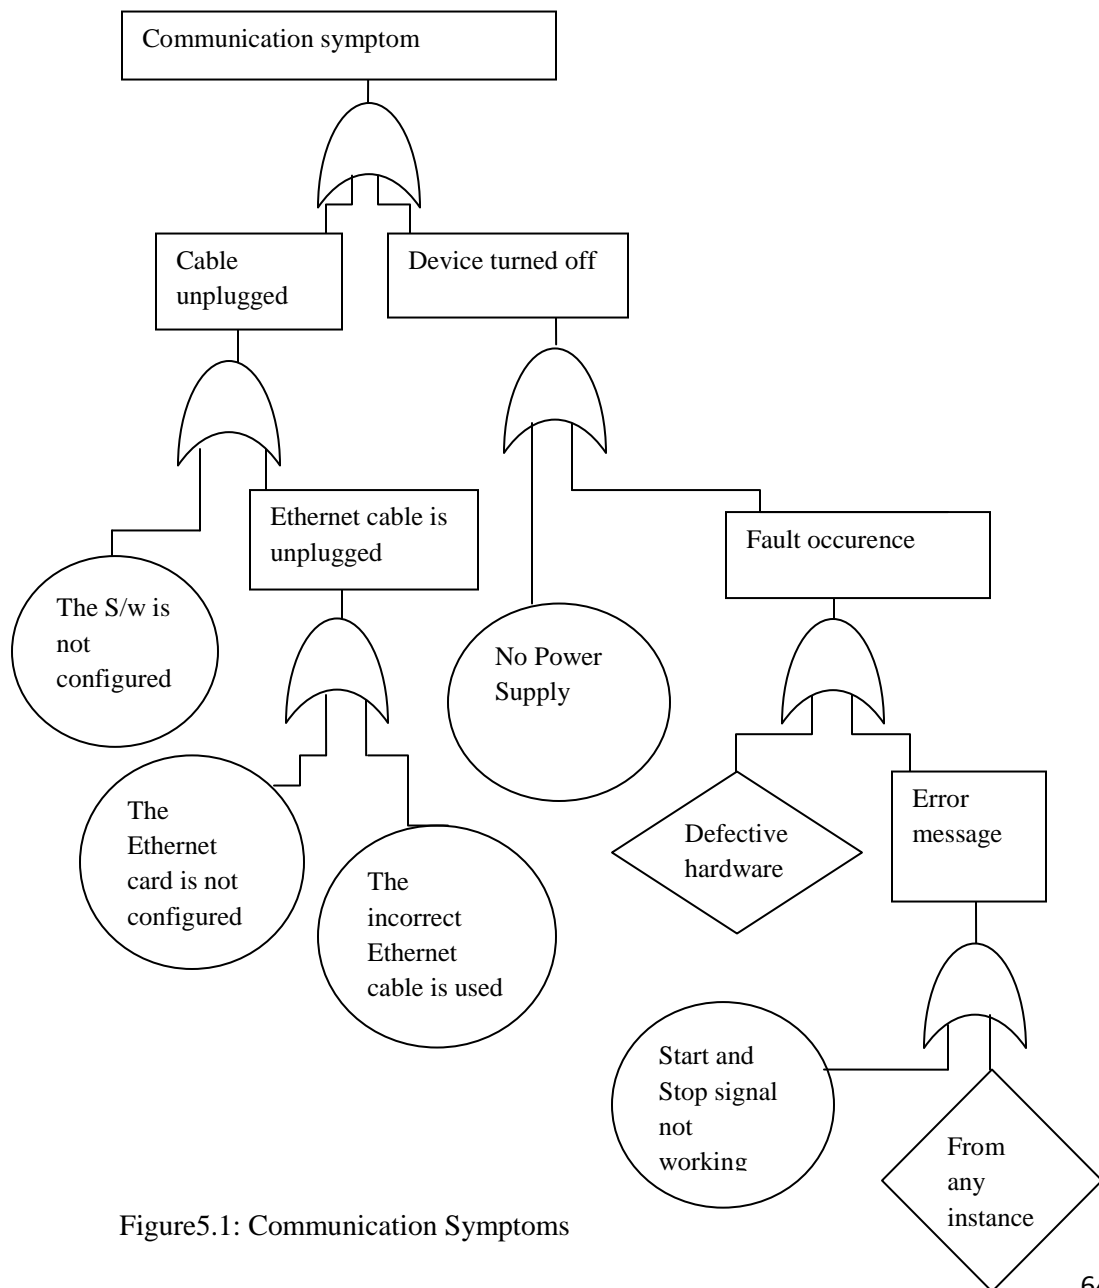 Communication symptom
Cable
unplugged
Device turned off
Ethernet cable is
unplugged
Fault occurence
The S/w is
not
configured
No Power
Supply
The
Ethernet
card is not
configured
The
incorrect
Ethernet
cable is used
Defective
hardware
Error
message
Start and
Stop signal
not
working
From
any
instance
Figure5.1: Communication Symptoms